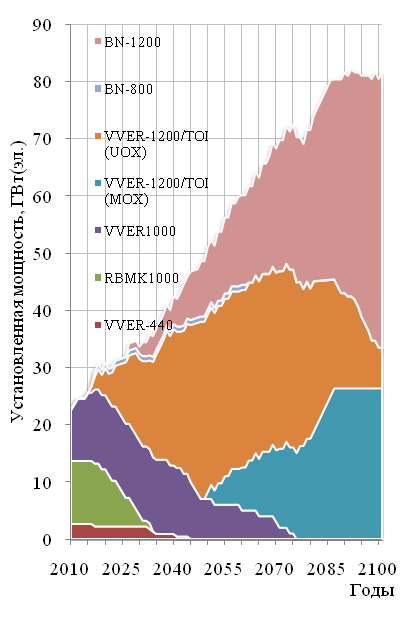 90
80
70
60
50
40
30
20
10
0
Установленная мощность, ГВт(эл.)
BN-1200
BN-800
VVER-1200/TOI
(UOX)
VVER-1200/TOI
(MOX)
VVER1000
RBMK1000
VVER-440
2010 2025 2040 2055 2070 2085 2100
Годы